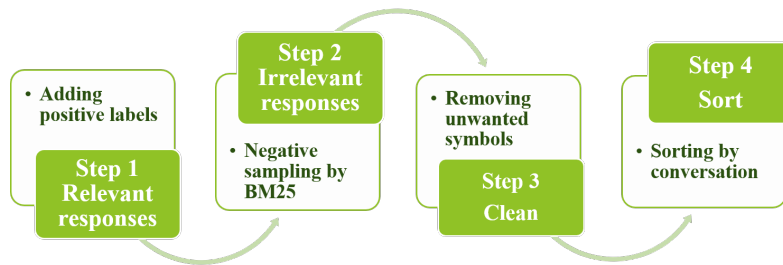 • Adding
positive labels
Step 1
Relevant
responses
Step 2
Irrelevant
responses
• Negative
sampling by
BM25
• Removing
unwanted
symbols
Step 3
Clean
Step 4
Sort
• Sorting by
conversation